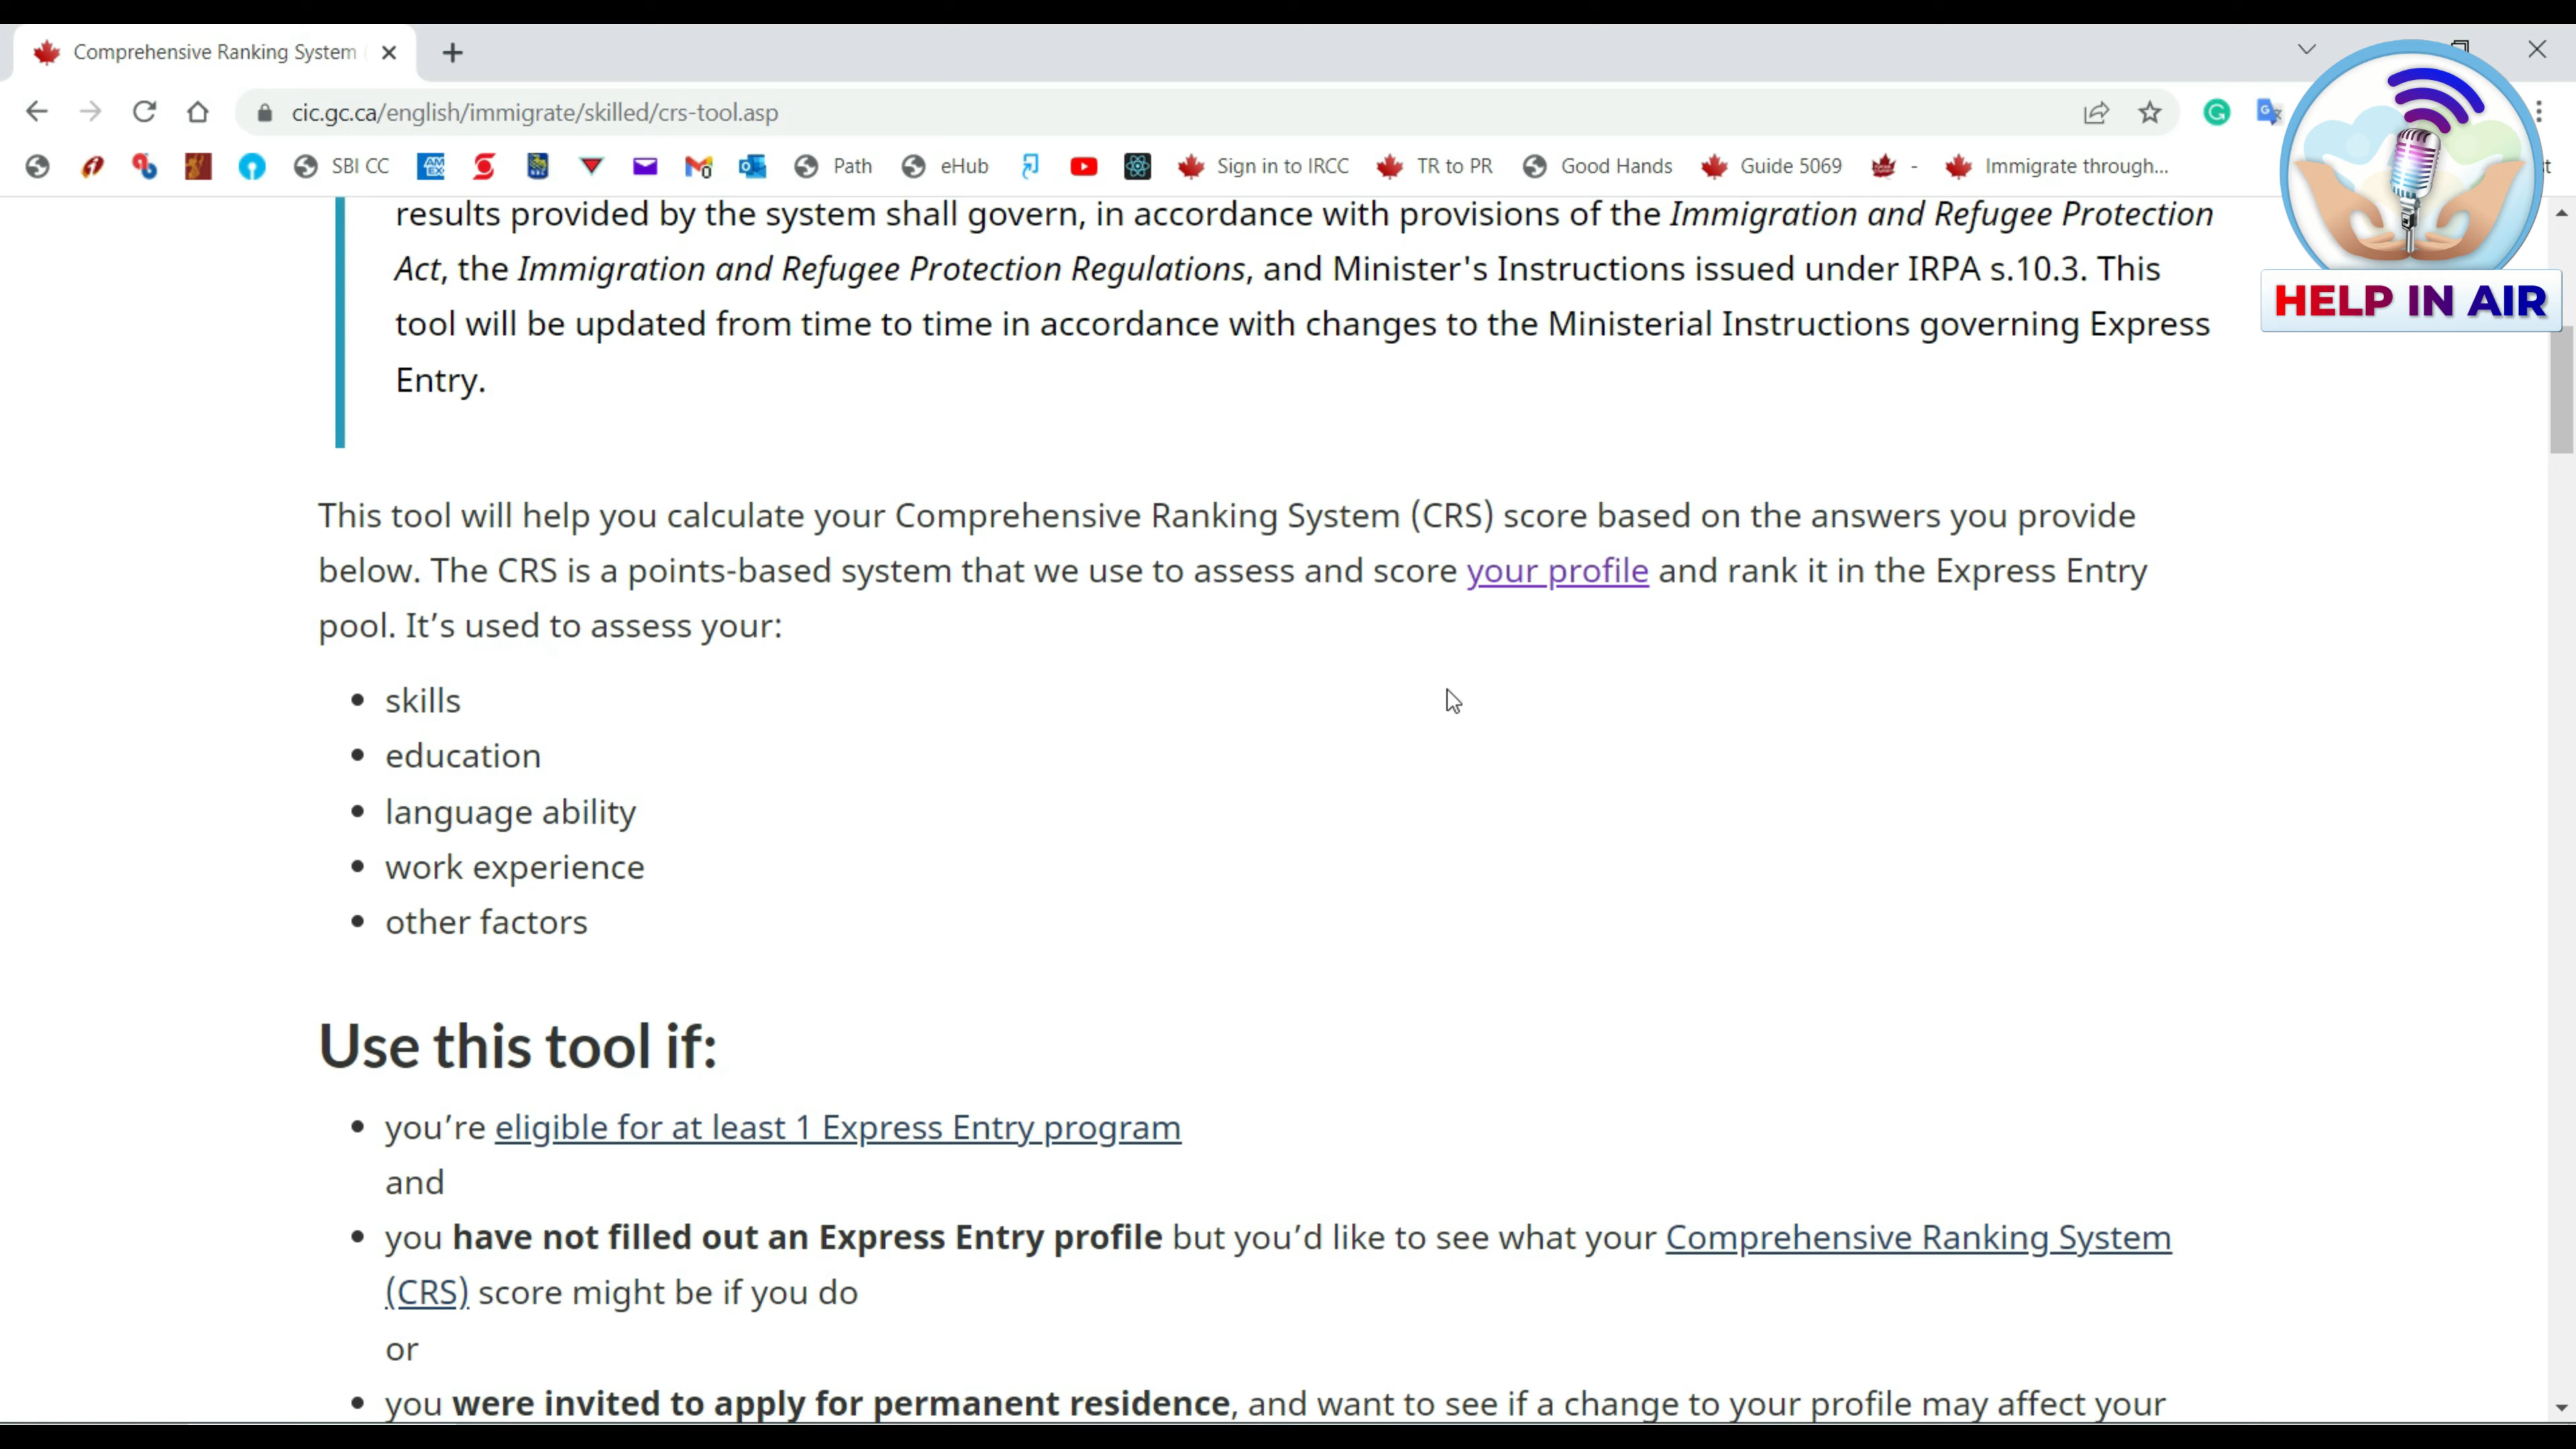 Comprehensive Ranking System
cic.gc.ca/english/immigrate/skilled/crs-tool.asp
SBI CC
AM
EX
Path
eHub
Sign in to IRCC
TR to PR
Good Hands
Guide 5069
-
Immigrate through...
HELP IN AIR
results provided by the system shall govern, in accordance with provisions of the Immigration and Refugee Protection
Act, the Immigration and Refugee Protection Regulations, and Minister's Instructions issued under IRPA s.10.3. This
tool will be updated from time to time in accordance with changes to the Ministerial Instructions governing Express
Entry.
This tool will help you calculate your Comprehensive Ranking System (CRS) score based on the answers you provide
below. The CRS is a points-based system that we use to assess and score your profile and rank it in the Express Entry
pool. It’s used to assess your:
• skills
• education
• language ability
• work experience
• other factors
Use this tool if:
• you’re eligible for at least 1 Express Entry program
and
• you have not filled out an Express Entry profile but you’d like to see what your Comprehensive Ranking System
(CRS) score might be if you do
or
• you were invited to apply for permanent residence, and want to see if a change to your profile may affect your